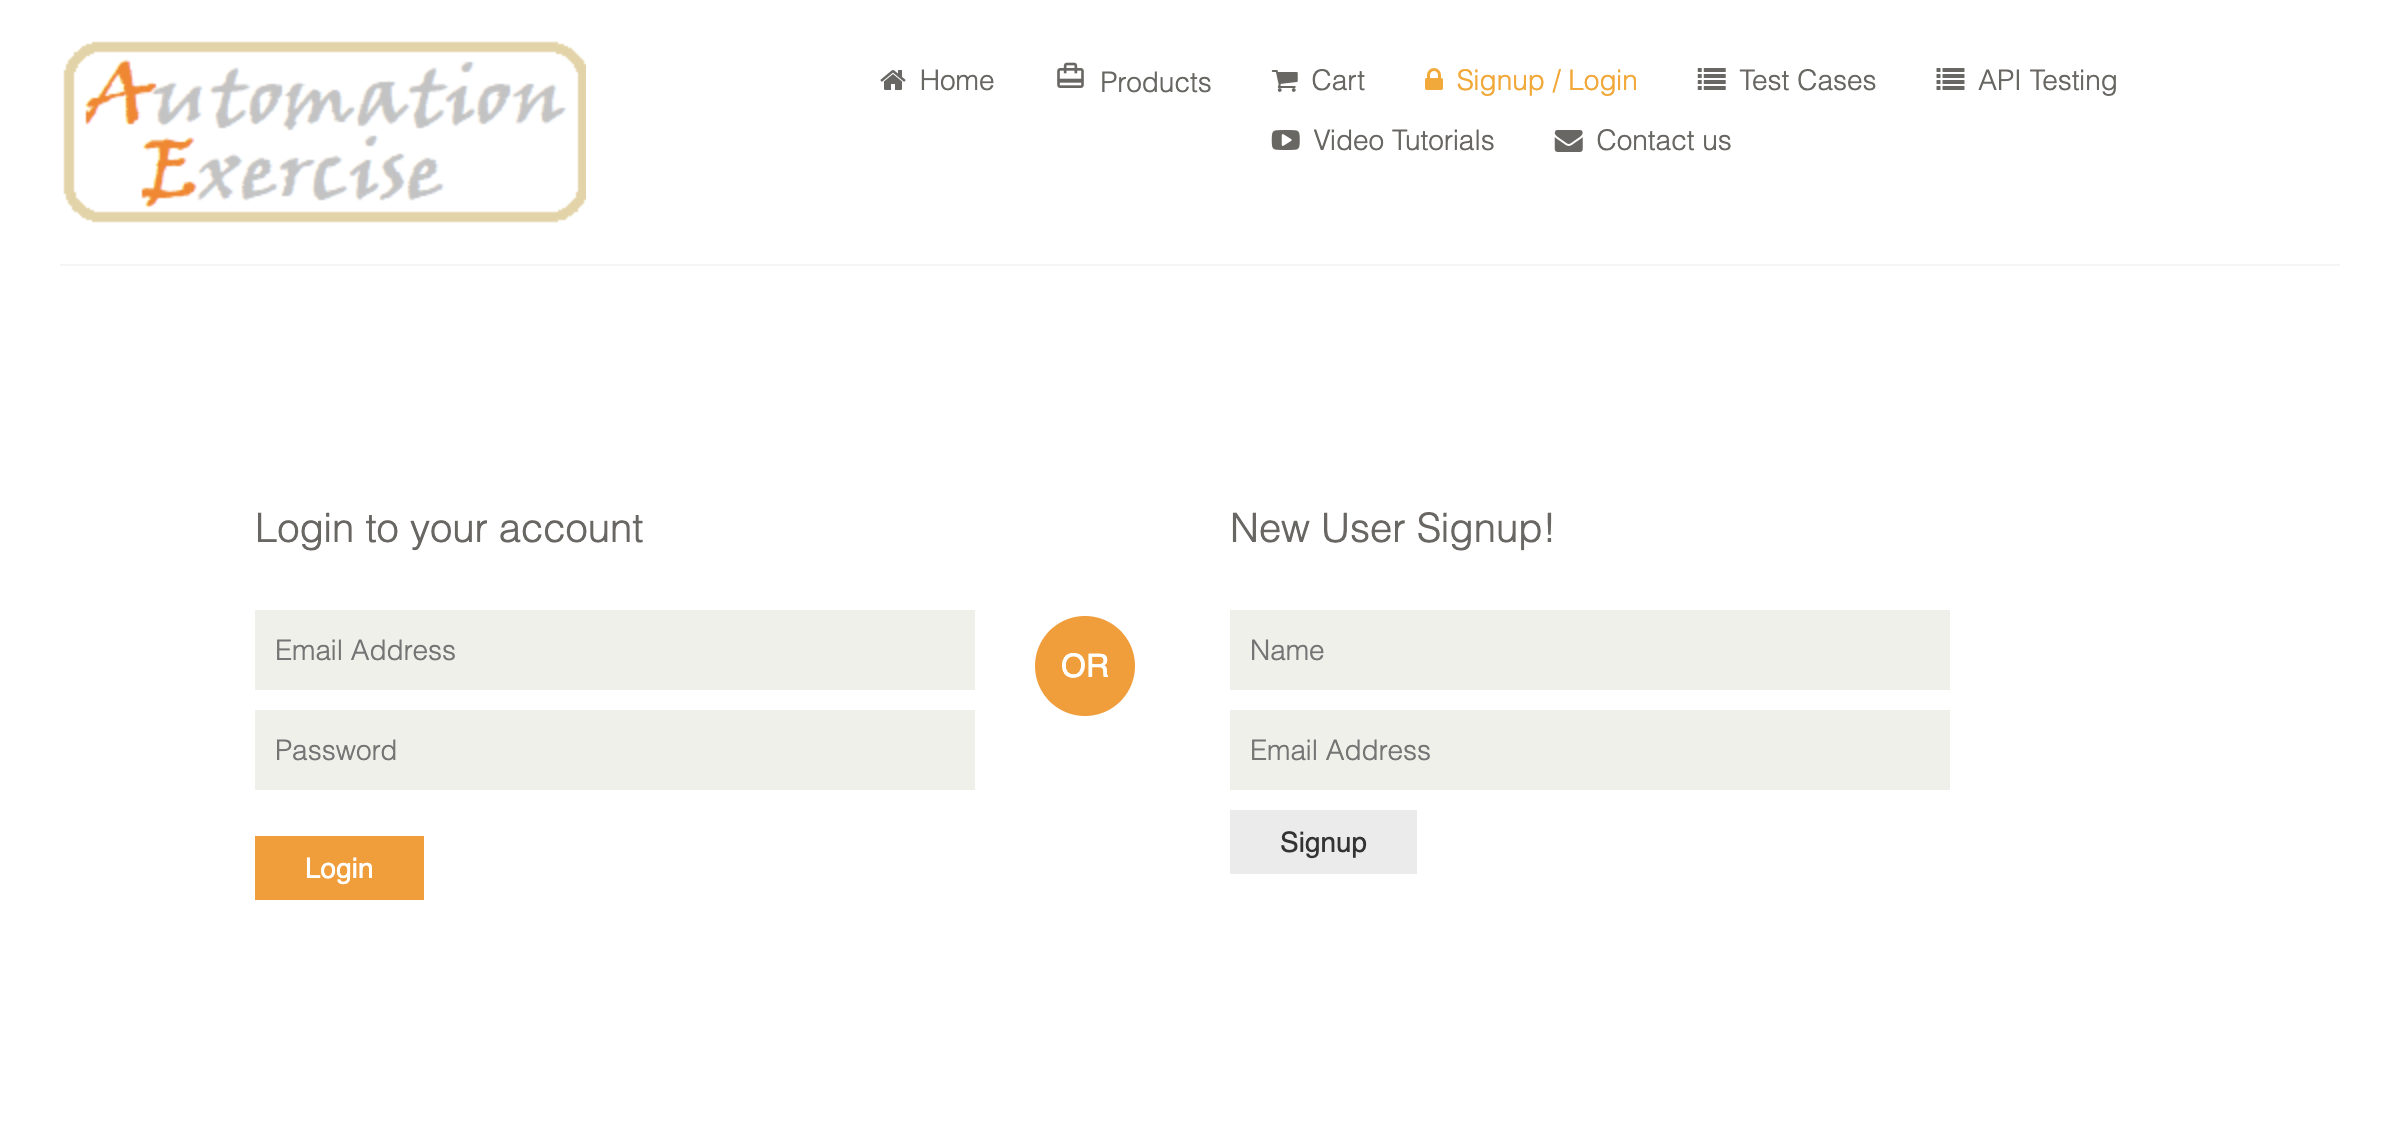 Automation
Exercise
Home
Products
Cart
Signup / Login
Test Cases
API Testing
Video Tutorials
Contact us
Login to your account
Email Address
Password
Login
OR
New User Signup!
Name
Email Address
Signup